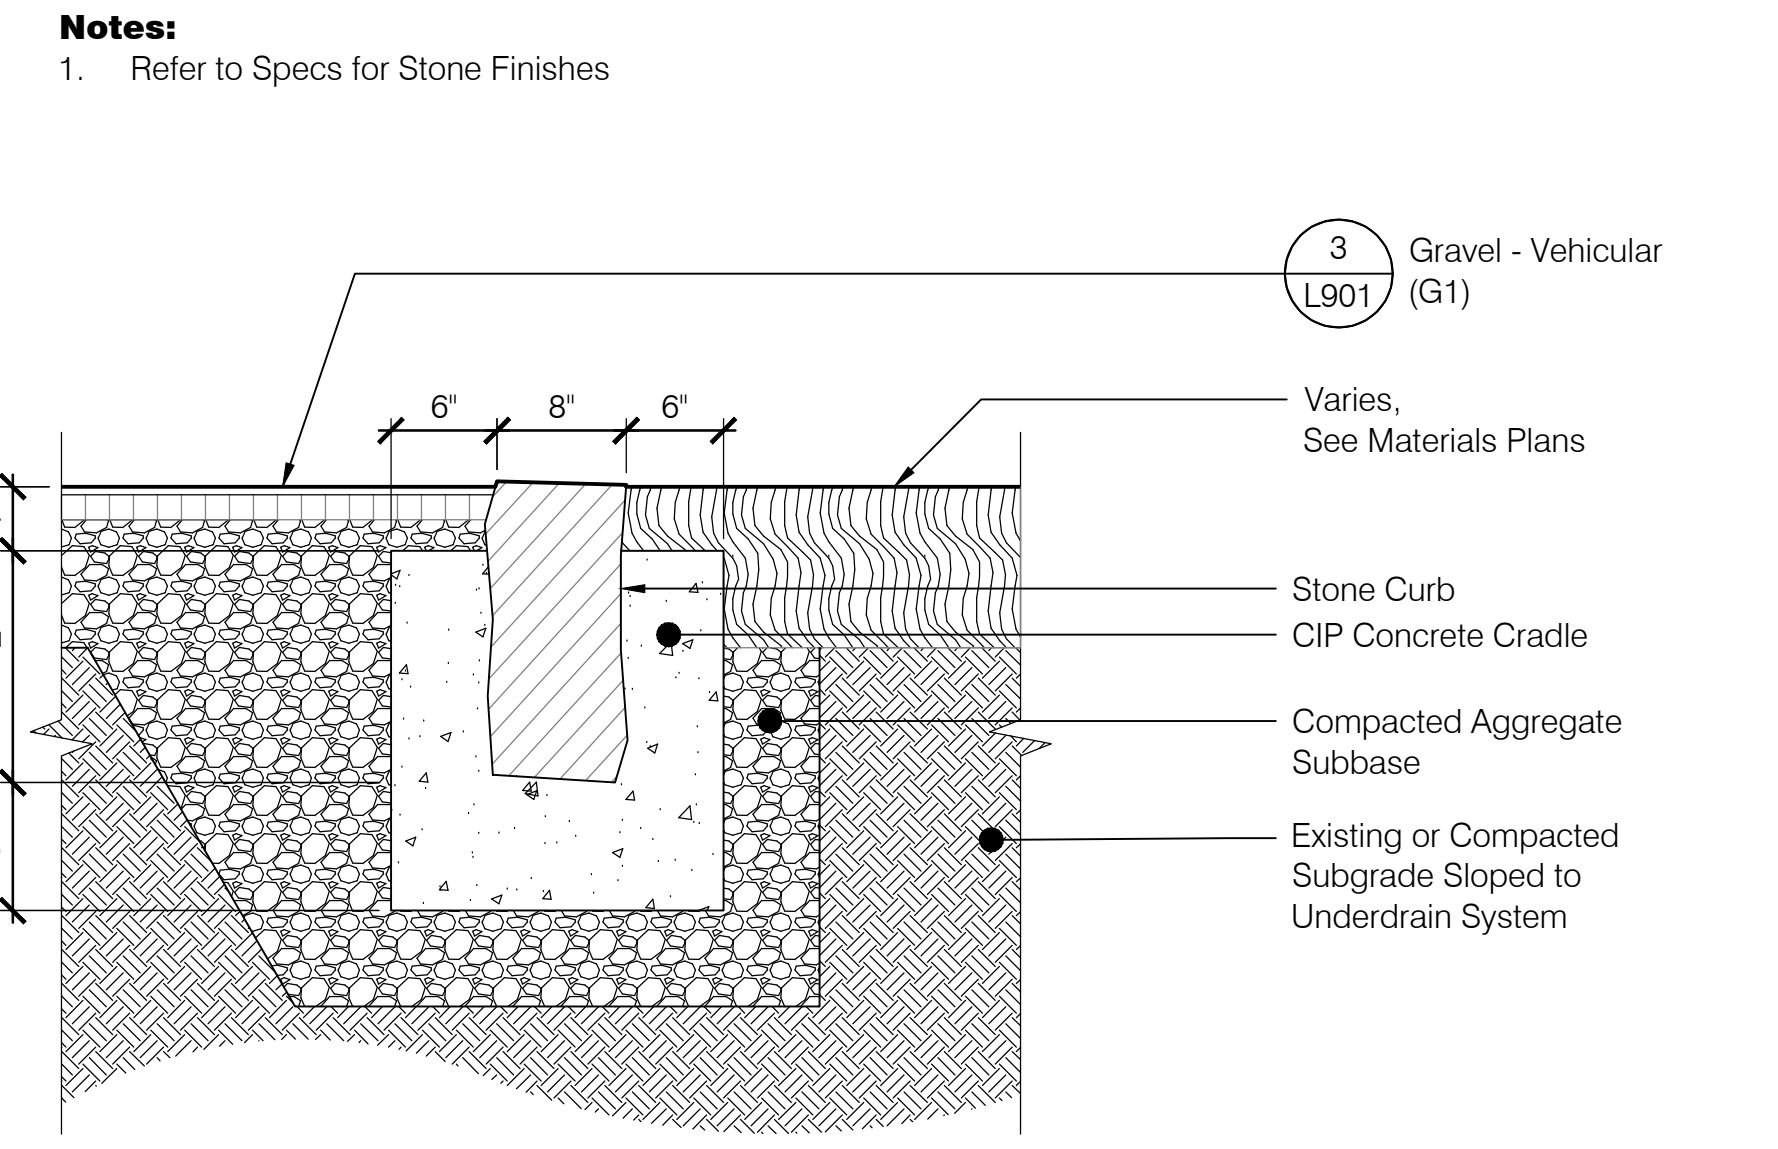 Notes:
1. Refer to Specs for Stone Finishes
3
L901
Gravel - Vehicular
(G1)
6" 8" 6"
Varies,
See Materials Plans
Stone Curb
CIP Concrete Cradle
Compacted Aggregate
Subbase
Existing or Compacted
Subgrade Sloped to
Underdrain System